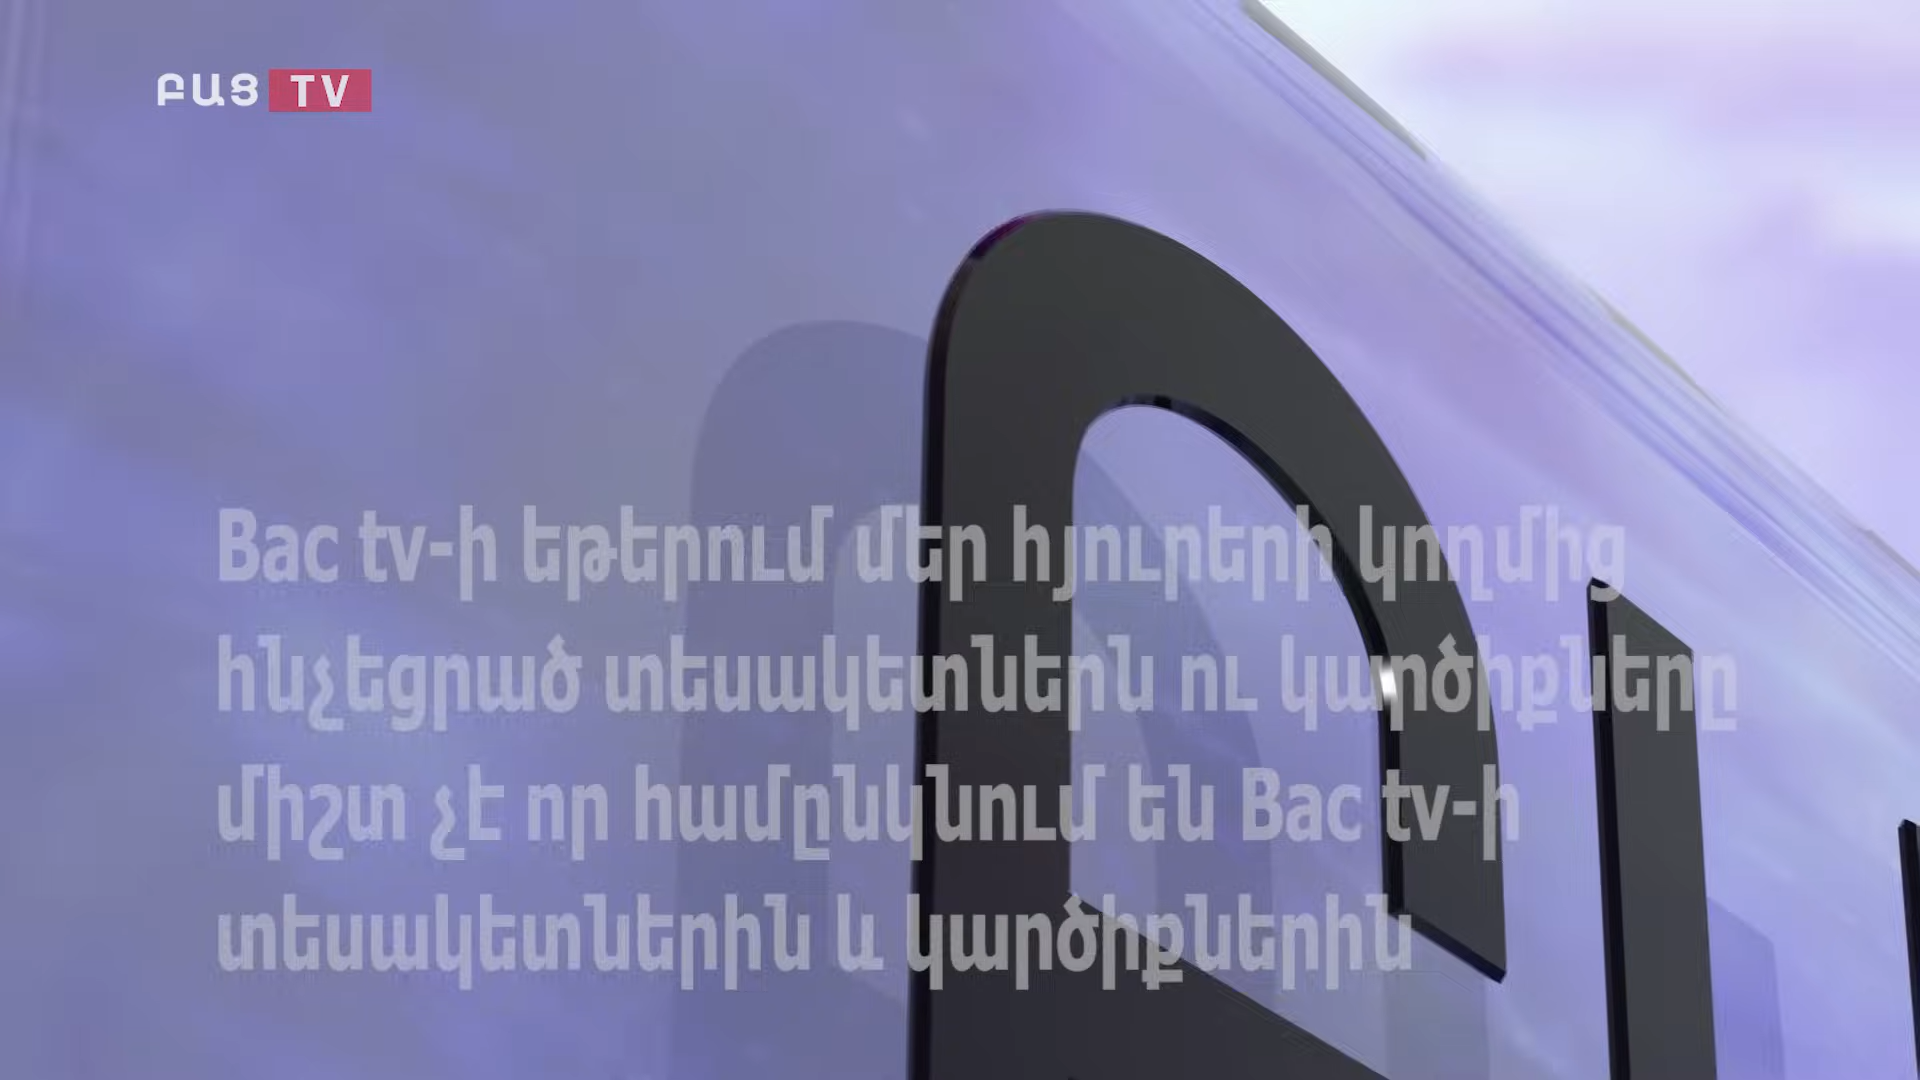 ԲԱՑ TV
Bac tv-ի եթերում մեր հյուրերի կողմից
հնչեցրած տեսակետներն ու կարծիքները
միշտ չէ որ համընկնում են Bac tv-ի
տեսակետներին և կարծիքներին